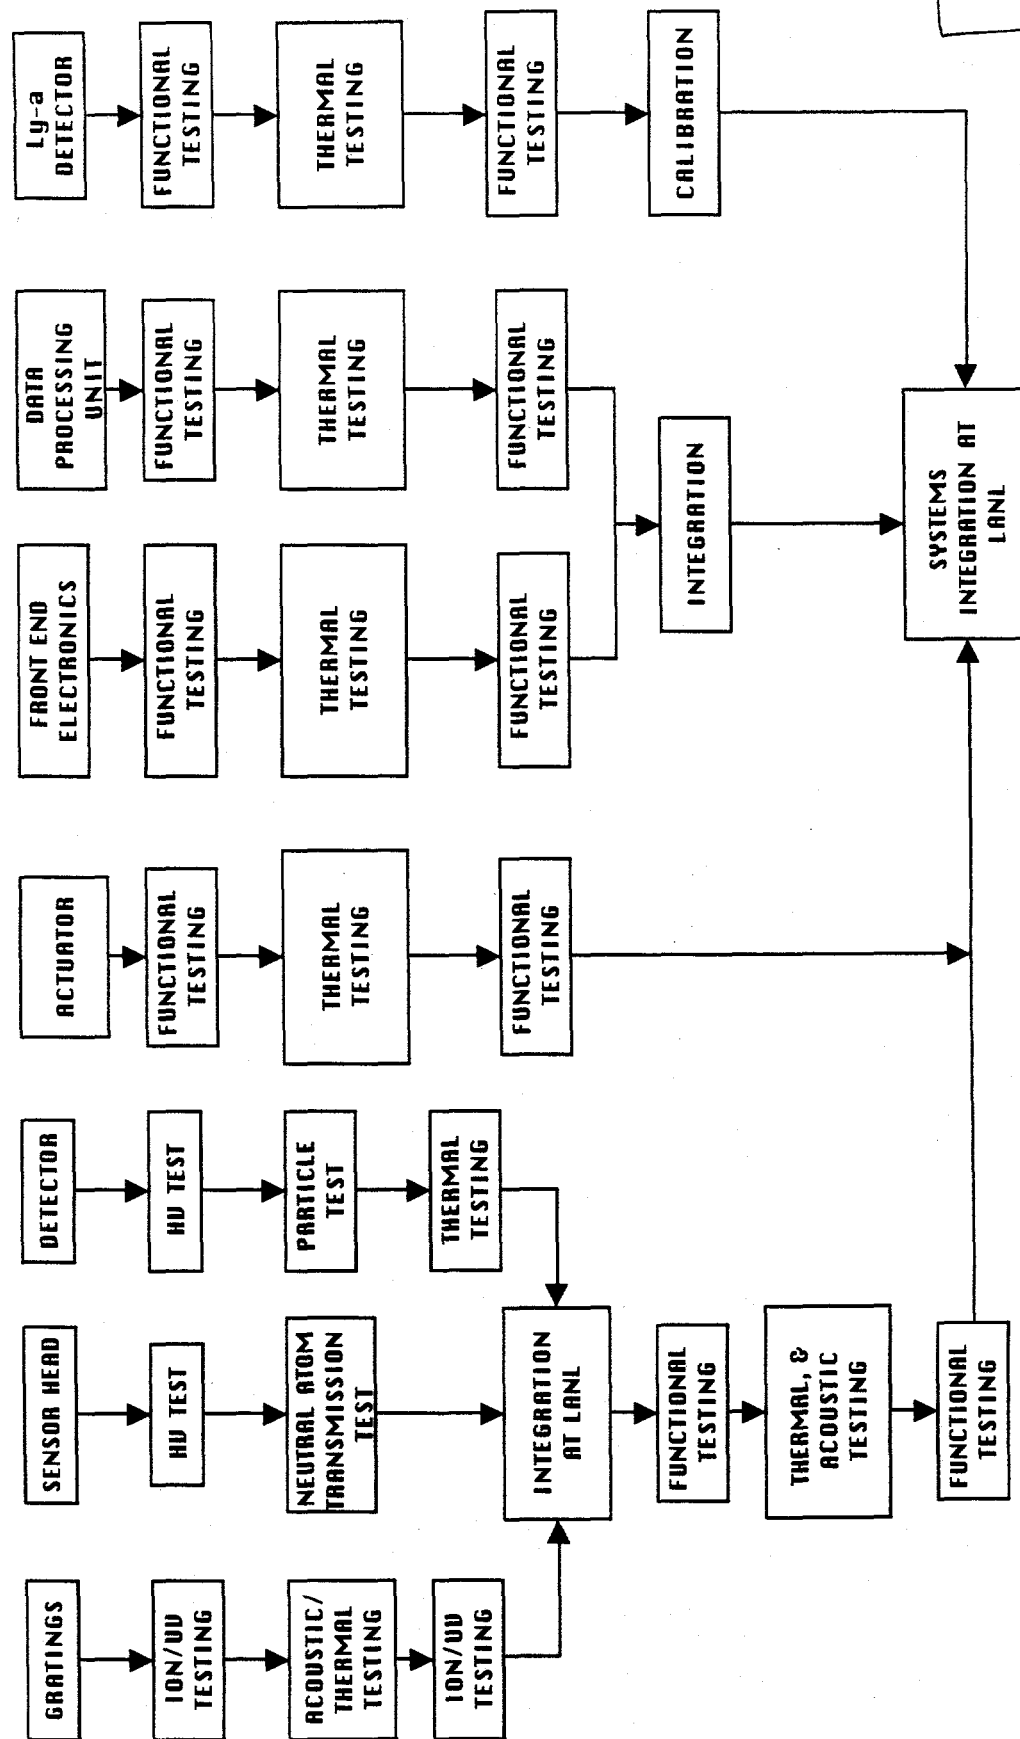 GRATINGS
ION/UV
TESTING
ACOUSTIC/
THERMAL
TESTING
ION/UV
TESTING
SENSOR HEAD
HV TEST
NEUTRAL ATOM
TRANSMISSION
TEST
DETECTOR
HV TEST
PARTICLE
TEST
THERMAL
TESTING
INTEGRATION
AT LANL
FUNCTIONAL
TESTING
THERMAL, &
ACOUSTIC
TESTING
FUNCTIONAL
TESTING
ACTUATOR
FUNCTIONAL
TESTING
THERMAL
TESTING
FUNCTIONAL
TESTING
FRONT END
ELECTRONICS
FUNCTIONAL
TESTING
THERMAL
TESTING
FUNCTIONAL
TESTING
DATA
PROCESSING
UNIT
FUNCTIONAL
TESTING
THERMAL
TESTING
FUNCTIONAL
TESTING
INTEGRATION
Ly-a
DETECTOR
FUNCTIONAL
TESTING
THERMAL
TESTING
FUNCTIONAL
TESTING
CALIBRATION
SYSTEMS
INTEGRATION AT
LANL